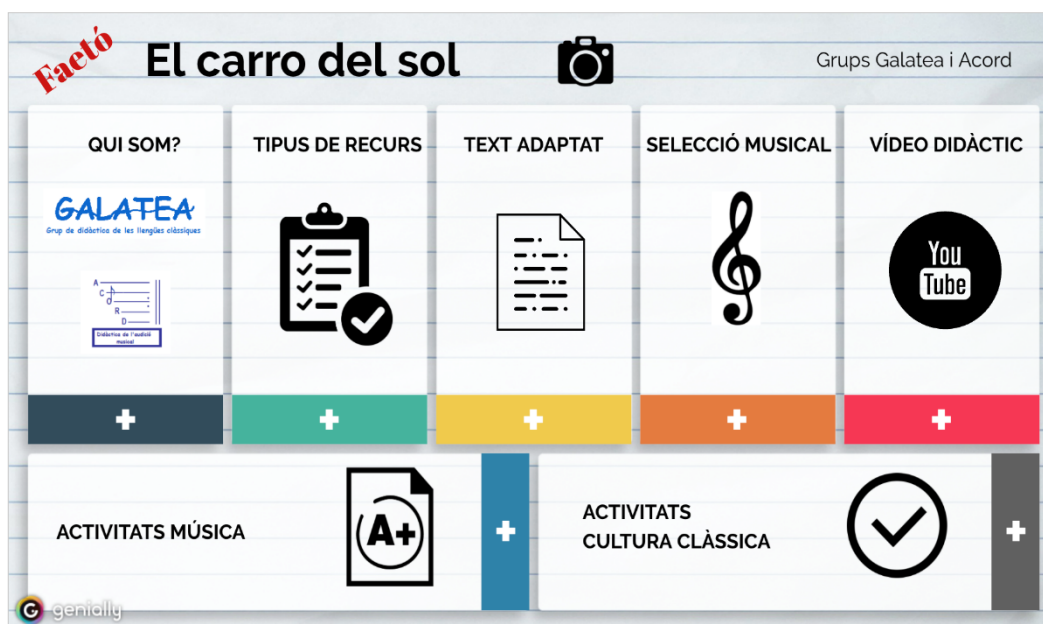 Faetó
El carro del sol
Grups Galatea i Acord
QUI SOM?
GALATEA
Grup de didàctica de les llengües clàssiques
A
C
O
R
D
Didàctica de l'audició
musical
TIPUS DE RECURS
TEXT ADAPTAT
SELECCIÓ MUSICAL
VÍDEO DIDÀCTIC
You
Tube
ACTIVITATS MÚSICA
A+
ACTIVITATS
CULTURA CLÀSSICA
genially